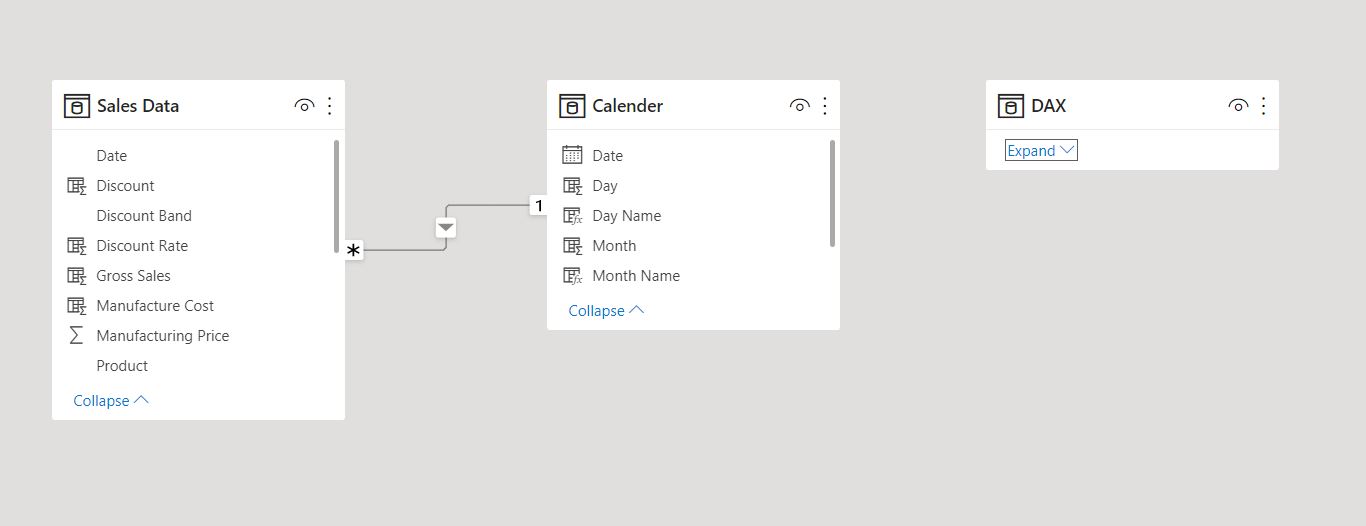 Sales Data
Date
Discount
Discount Band
Discount Rate
Gross Sales
Manufacture Cost
Manufacturing Price
Product
Collapse
*
1
Calender
Date
Day
Day Name
Month
Month Name
Collapse
DAX
Expand